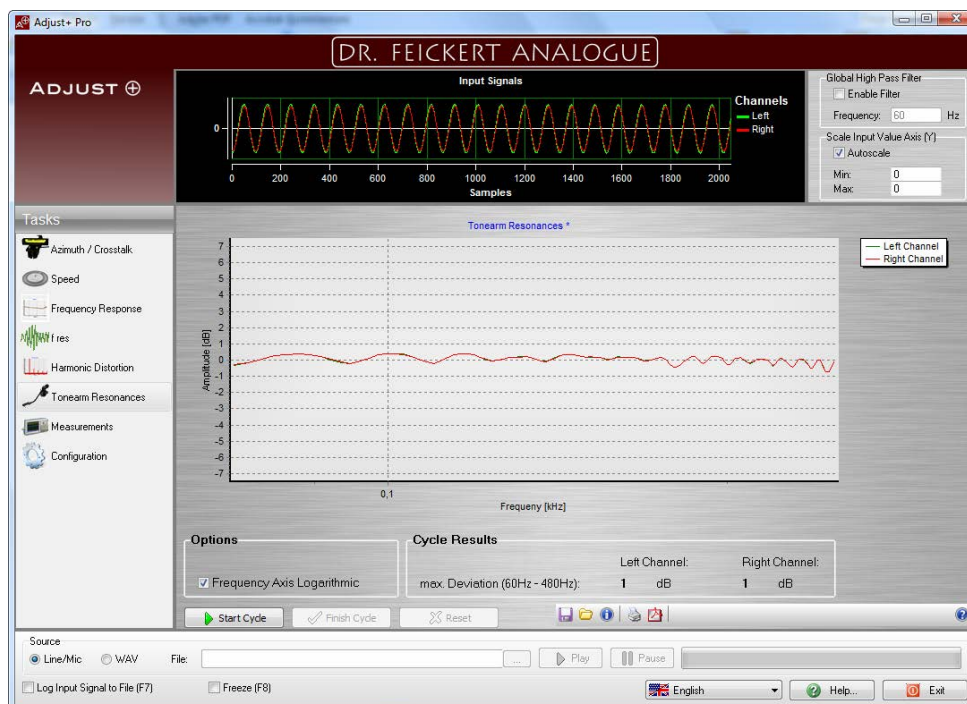 Adjust+ Pro
DR. FEICKERT ANALOGUE
ADJUST
Input Signals
0
Channels
Left
Right
0 200 400 600 800 1000 1200 1400 1600 1800 2000
Samples
Global High Pass Filter
Enable Filter
Frequency: 60 Hz
Scale Input Value Axis (Y)
Autoscale
Min: 0
Max: 0
Tasks
Azimuth / Crosstalk
Speed
Frequency Response
f res
Harmonic Distortion
Tonearm Resonances
Measurements
Configuration
Tonearm Resonances *
Left Channel
Right Channel
Amplitude [dB]
7
6
5
4
3
2
1
0
-1
-2
-3
-4
-5
-6
-7
0,1
Frequeny [kHz]
Options
Frequency Axis Logarithmic
Cycle Results
Left Channel: Right Channel:
max. Deviation (60Hz - 480Hz): 1 dB 1 dB
Start Cycle Finish Cycle Reset
Source
Line/Mic WAV File: ... Play Pause
Log Input Signal to File (F7) Freeze (F8)
English Help... Exit